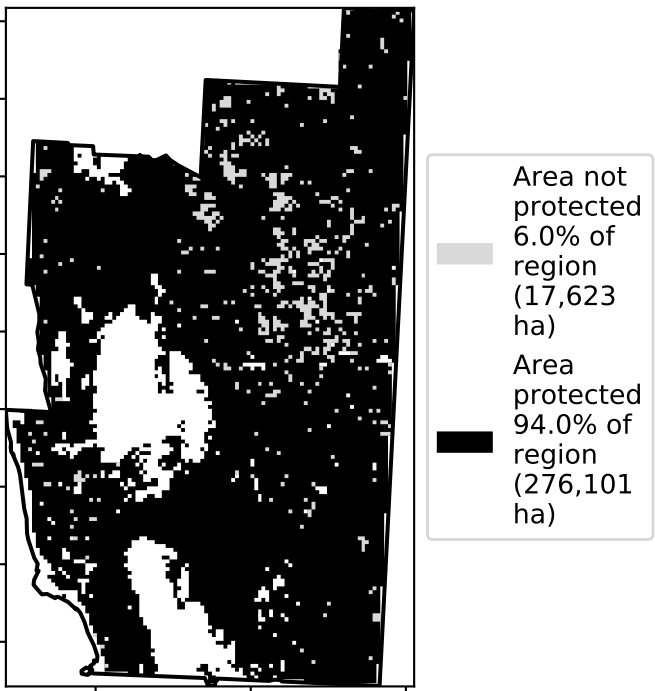 Area not
protected
6.0% of
region
(17,623
ha)
Area
protected
94.0% of
region
(276,101
ha)